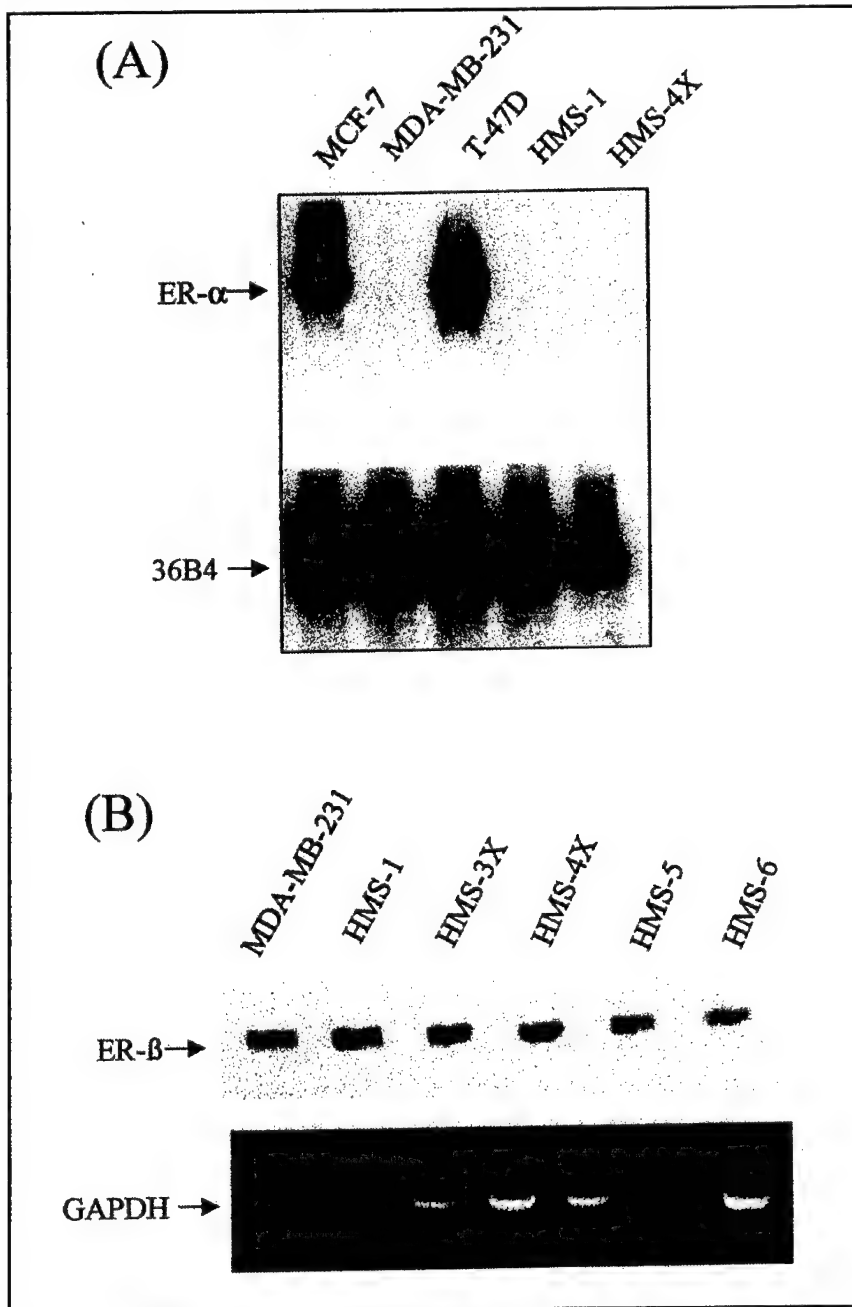 (A)
MCF-7
MDA-MB-231
T-47D
HMS-1
HMS-4X
ER-α
36B4
(B)
MDA-MB-231
HMS-1
HMS-3X
HMS-4X
HMS-5
HMS-6
ER-ß
GAPDH